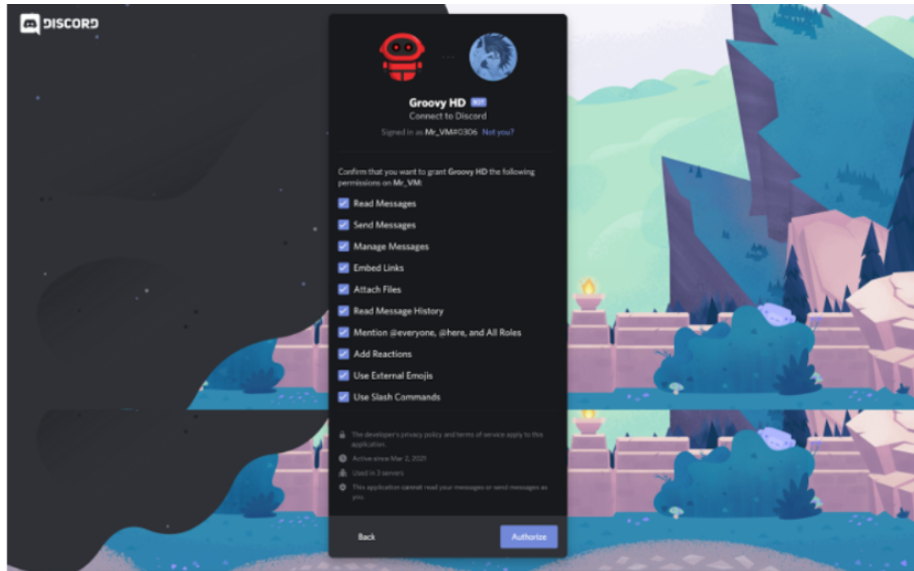 DISCORD
Groovy HD BOT
Connect to Discord
Signed in as Mr_VM#0306 Not you?
Confirm that you want to grant Groovy HD the following
permissions on Mr_VM:
Read Messages
Send Messages
Manage Messages
Embed Links
Attach Files
Read Message History
Mention @everyone, @here, and All Roles
Add Reactions
Use External Emojis
Use Slash Commands
The developer's privacy policy and terms of service apply to this
application.
Active since Mar 2, 2021
Used in 3 servers
This application cannot read your messages or send messages as
you.
Back
Authorize